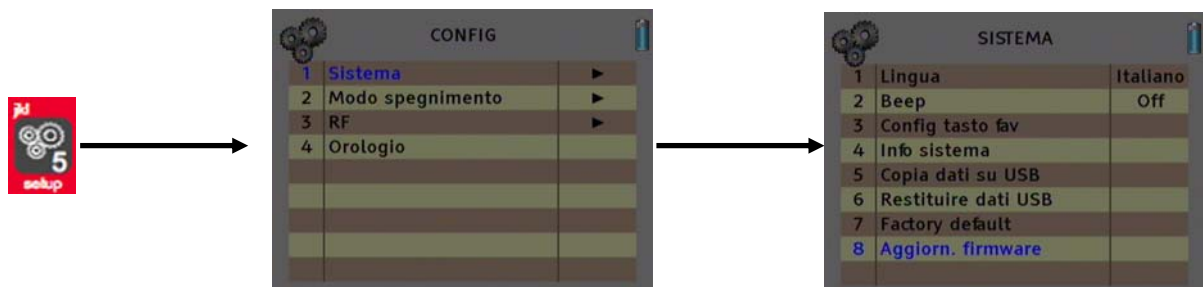 jkl
5
setup
CONFIG
1 Sistema ►
2 Modo spegnimento ►
3 RF ►
4 Orologio
SISTEMA
1 Lingua Italiano
2 Beep Off
3 Config tasto fav
4 Info sistema
5 Copia dati su USB
6 Restituire dati USB
7 Factory default
8 Aggiorn. firmware